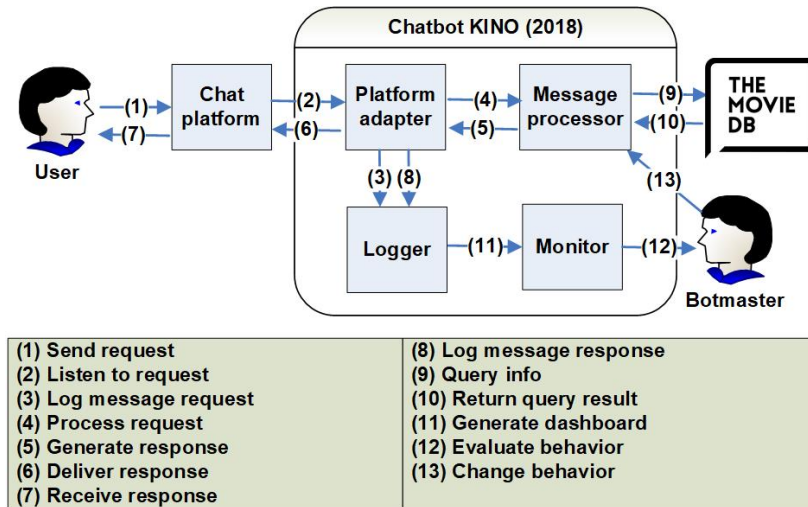 Chatbot KINO (2018)
Chat platform
Platform adapter
Message processor
THE MOVIE DB
(1)
(7)
(2)
(6)
(4)
(5)
(9)
(10)
User
(3) (8)
(13)
Logger
(11)
Monitor
(12)
Botmaster
(1) Send request
(2) Listen to request
(3) Log message request
(4) Process request
(5) Generate response
(6) Deliver response
(7) Receive response
(8) Log message response
(9) Query info
(10) Return query result
(11) Generate dashboard
(12) Evaluate behavior
(13) Change behavior